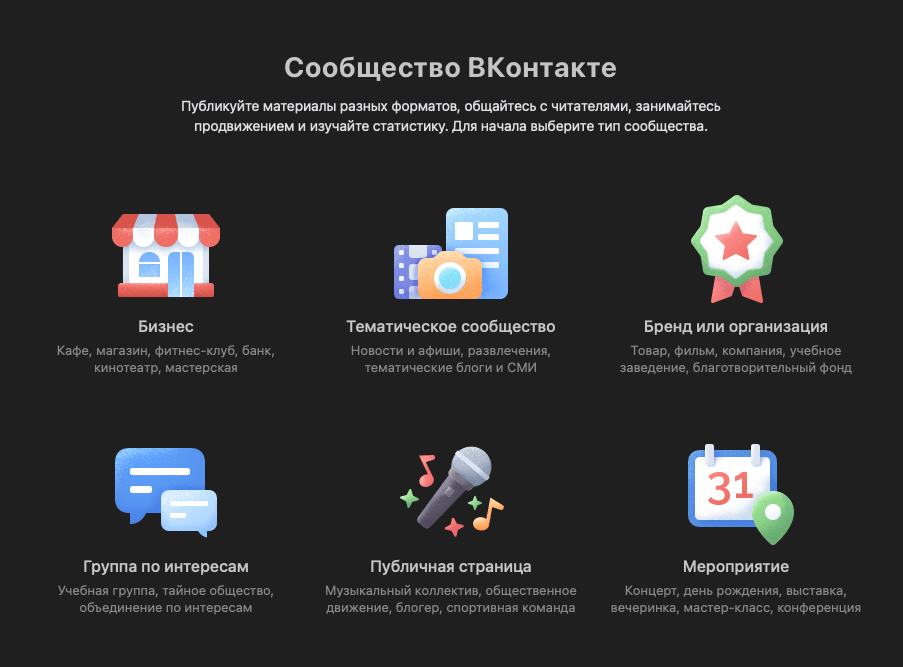 Сообщество ВКонтакте
Публикуйте материалы разных форматов, общайтесь с читателями, занимайтесь
продвижением и изучайте статистику. Для начала выберите тип сообщества.
Бизнес
Кафе, магазин, фитнес-клуб, банк,
кинотеатр, мастерская
Тематическое сообщество
Новости и афиши, развлечения,
тематические блоги и СМИ
Бренд или организация
Товар, фильм, компания, учебное
заведение, благотворительный фонд
Группа по интересам
Учебная группа, тайное общество,
объединение по интересам
Публичная страница
Музыкальный коллектив, общественное
движение, блогер, спортивная команда
31
Мероприятие
Концерт, день рождения, выставка,
вечеринка, мастер-класс, конференция